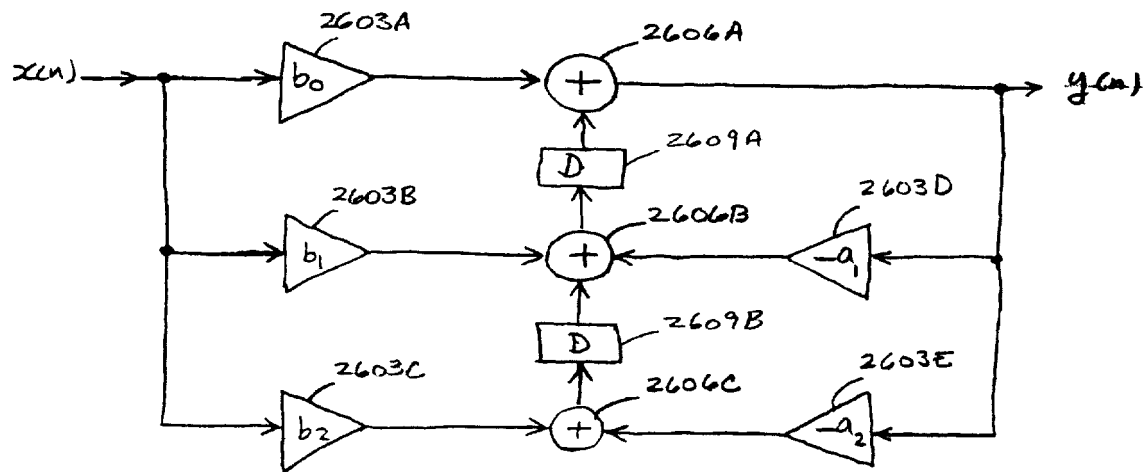 2603A
2606A
x(n)
b₀
+
y(n)
2609A
D
2603B
2603D
2606B
b₁
+
-a₁
2609B
D
2603C
2606C
2603E
b₂
+
-a₂